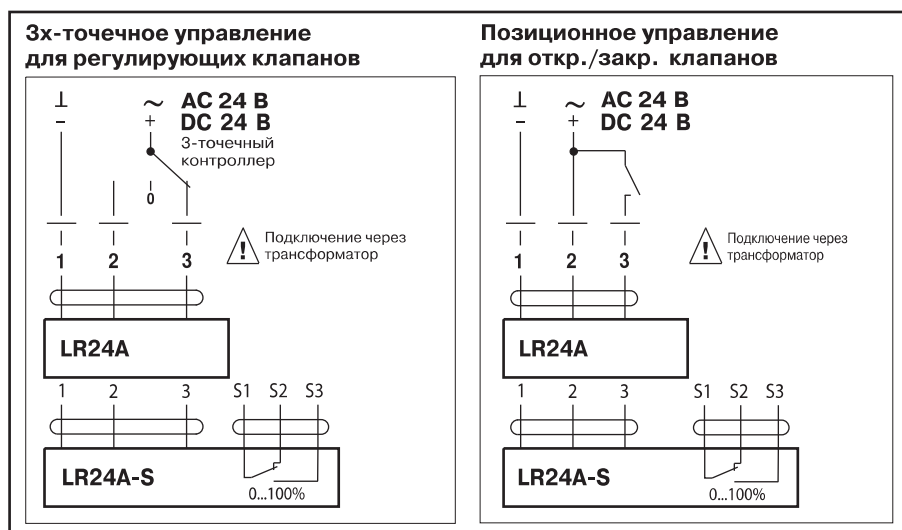 3х-точечное управление
для регулирующих клапанов
⊥ ~ AC 24 В
– + DC 24 В
3-точечный
контроллер
0
Подключение через
трансформатор
1 2 3
LR24A
1 2 3 S1 S2 S3
LR24A-S
0...100%
Позиционное управление
для откр./закр. клапанов
⊥ ~ AC 24 В
– + DC 24 В
Подключение через
трансформатор
1 2 3
LR24A
1 2 3 S1 S2 S3
LR24A-S
0...100%